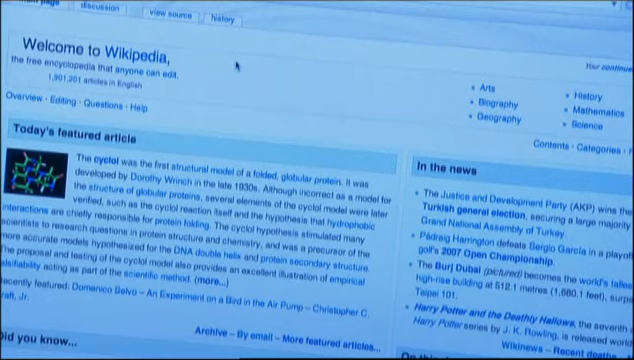 main page
discussion
view source
history
Your continue
Welcome to Wikipedia,
the free encyclopedia that anyone can edit.
1,901,201 articles in English
Arts
Biography
Geography
History
Mathematics
Science
Overview · Editing · Questions · Help
Contents · Categories ·
Today's featured article
The cyclol was the first structural model of a folded, globular protein. It was
developed by Dorothy Wrinch in the late 1930s. Although incorrect as a model for
the structure of globular proteins, several elements of the cyclol model were later
verified, such as the cyclol reaction itself and the hypothesis that hydrophobic
interactions are chiefly responsible for protein folding. The cyclol hypothesis stimulated many
scientists to research questions in protein structure and chemistry, and was a precursor of the
more accurate models hypothesized for the DNA double helix and protein secondary structure.
The proposal and testing of the cyclol model also provides an excellent illustration of empirical
falsifiability acting as part of the scientific method. (more...)
ecently featured: Domenico Selvo – An Experiment on a Bird in the Air Pump – Christopher C.
raft, Jr.
Archive – By email – More featured articles...
Did you know...
In the news
The Justice and Development Party (AKP) wins the
Turkish general election, securing a large majority
Grand National Assembly of Turkey.
Pádraig Harrington defeats Sergio García in a playoff
golf's 2007 Open Championship.
The Burj Dubai (pictured) becomes the world's talles
high-rise building at 512.1 metres (1,680.1 feet), surp
Taipei 101.
Harry Potter and the Deathly Hallows, the seventh
Harry Potter series by J. K. Rowling, is released world
Wikinews – Recent deaths
On this